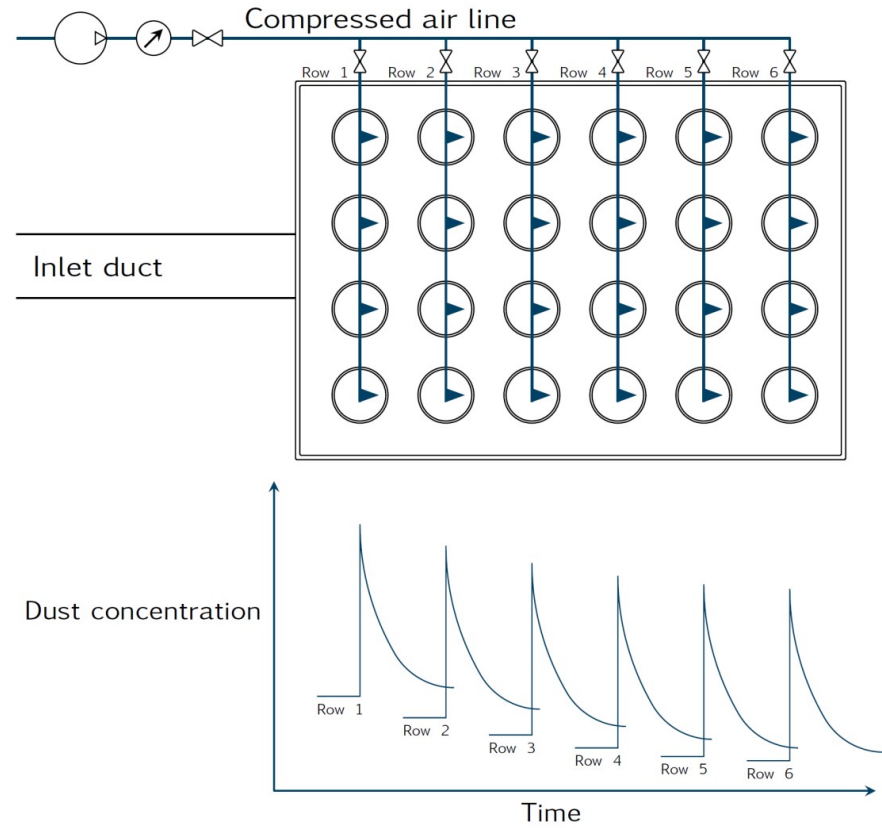 Compressed air line
Row 1 Row 2 Row 3 Row 4 Row 5 Row 6
Inlet duct
Dust concentration
Row 1
Row 2
Row 3
Row 4
Row 5
Row 6
Time